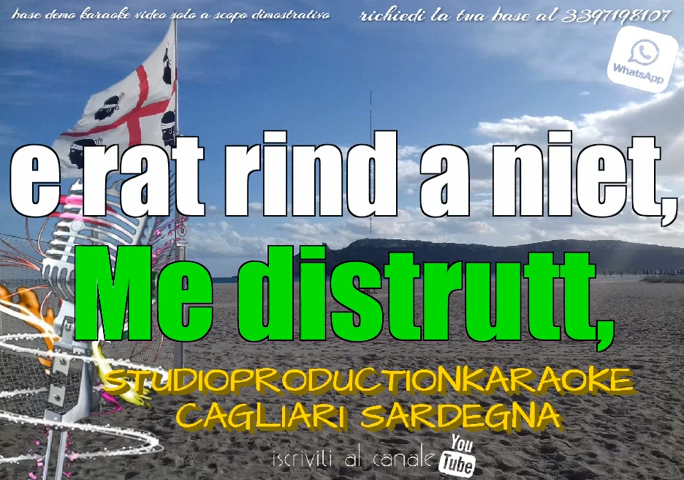 base demo karaoke video solo a scopo dimostrativo
richiedi la tua base al 3397198107
WhatsApp
e rat rind a niet,
Me distrutt,
STUDIOPRODUCTIONKARAOKE
CAGLIARI SARDEGNA
iscriviti al canale You Tube